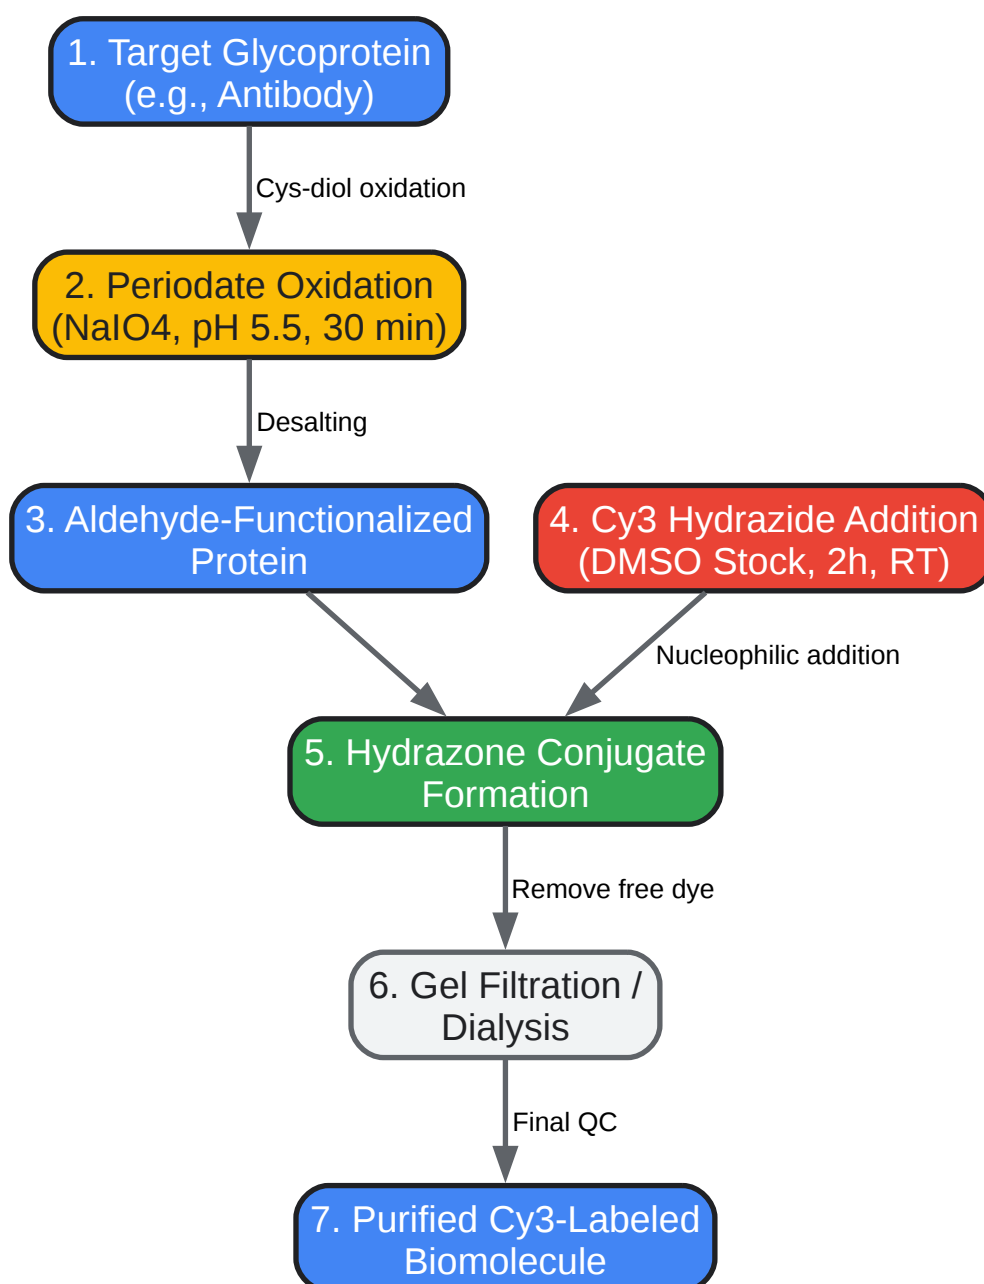 1. Target Glycoprotein
(e.g., Antibody)
Cys-diol oxidation
2. Periodate Oxidation
(NaIO4, pH 5.5, 30 min)
Desalting
3. Aldehyde-Functionalized
Protein
4. Cy3 Hydrazide Addition
(DMSO Stock, 2h, RT)
Nucleophilic addition
5. Hydrazone Conjugate
Formation
Remove free dye
6. Gel Filtration /
Dialysis
Final QC
7. Purified Cy3-Labeled
Biomolecule